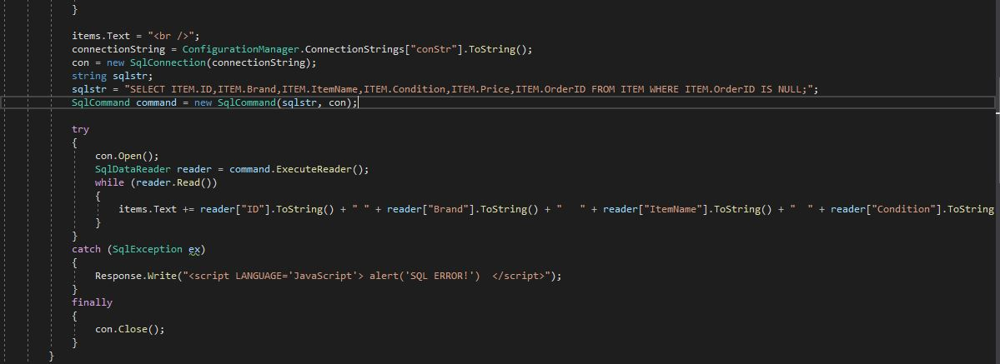 }
items.Text = "<br />";
connectionString = ConfigurationManager.ConnectionStrings["conStr"].ToString();
con = new SqlConnection(connectionString);
string sqlstr;
sqlstr = "SELECT ITEM.ID,ITEM.Brand,ITEM.ItemName,ITEM.Condition,ITEM.Price,ITEM.OrderID FROM ITEM WHERE ITEM.OrderID IS NULL;";
SqlCommand command = new SqlCommand(sqlstr, con);
try
{
con.Open();
SqlDataReader reader = command.ExecuteReader();
while (reader.Read())
{
items.Text += reader["ID"].ToString() + " " + reader["Brand"].ToString() + "   " + reader["ItemName"].ToString() + "  " + reader["Condition"].ToString
}
}
catch (SqlException ex)
{
Response.Write("<script LANGUAGE='JavaScript'> alert('SQL ERROR!')  </script>");
}
finally
{
con.Close();
}
}